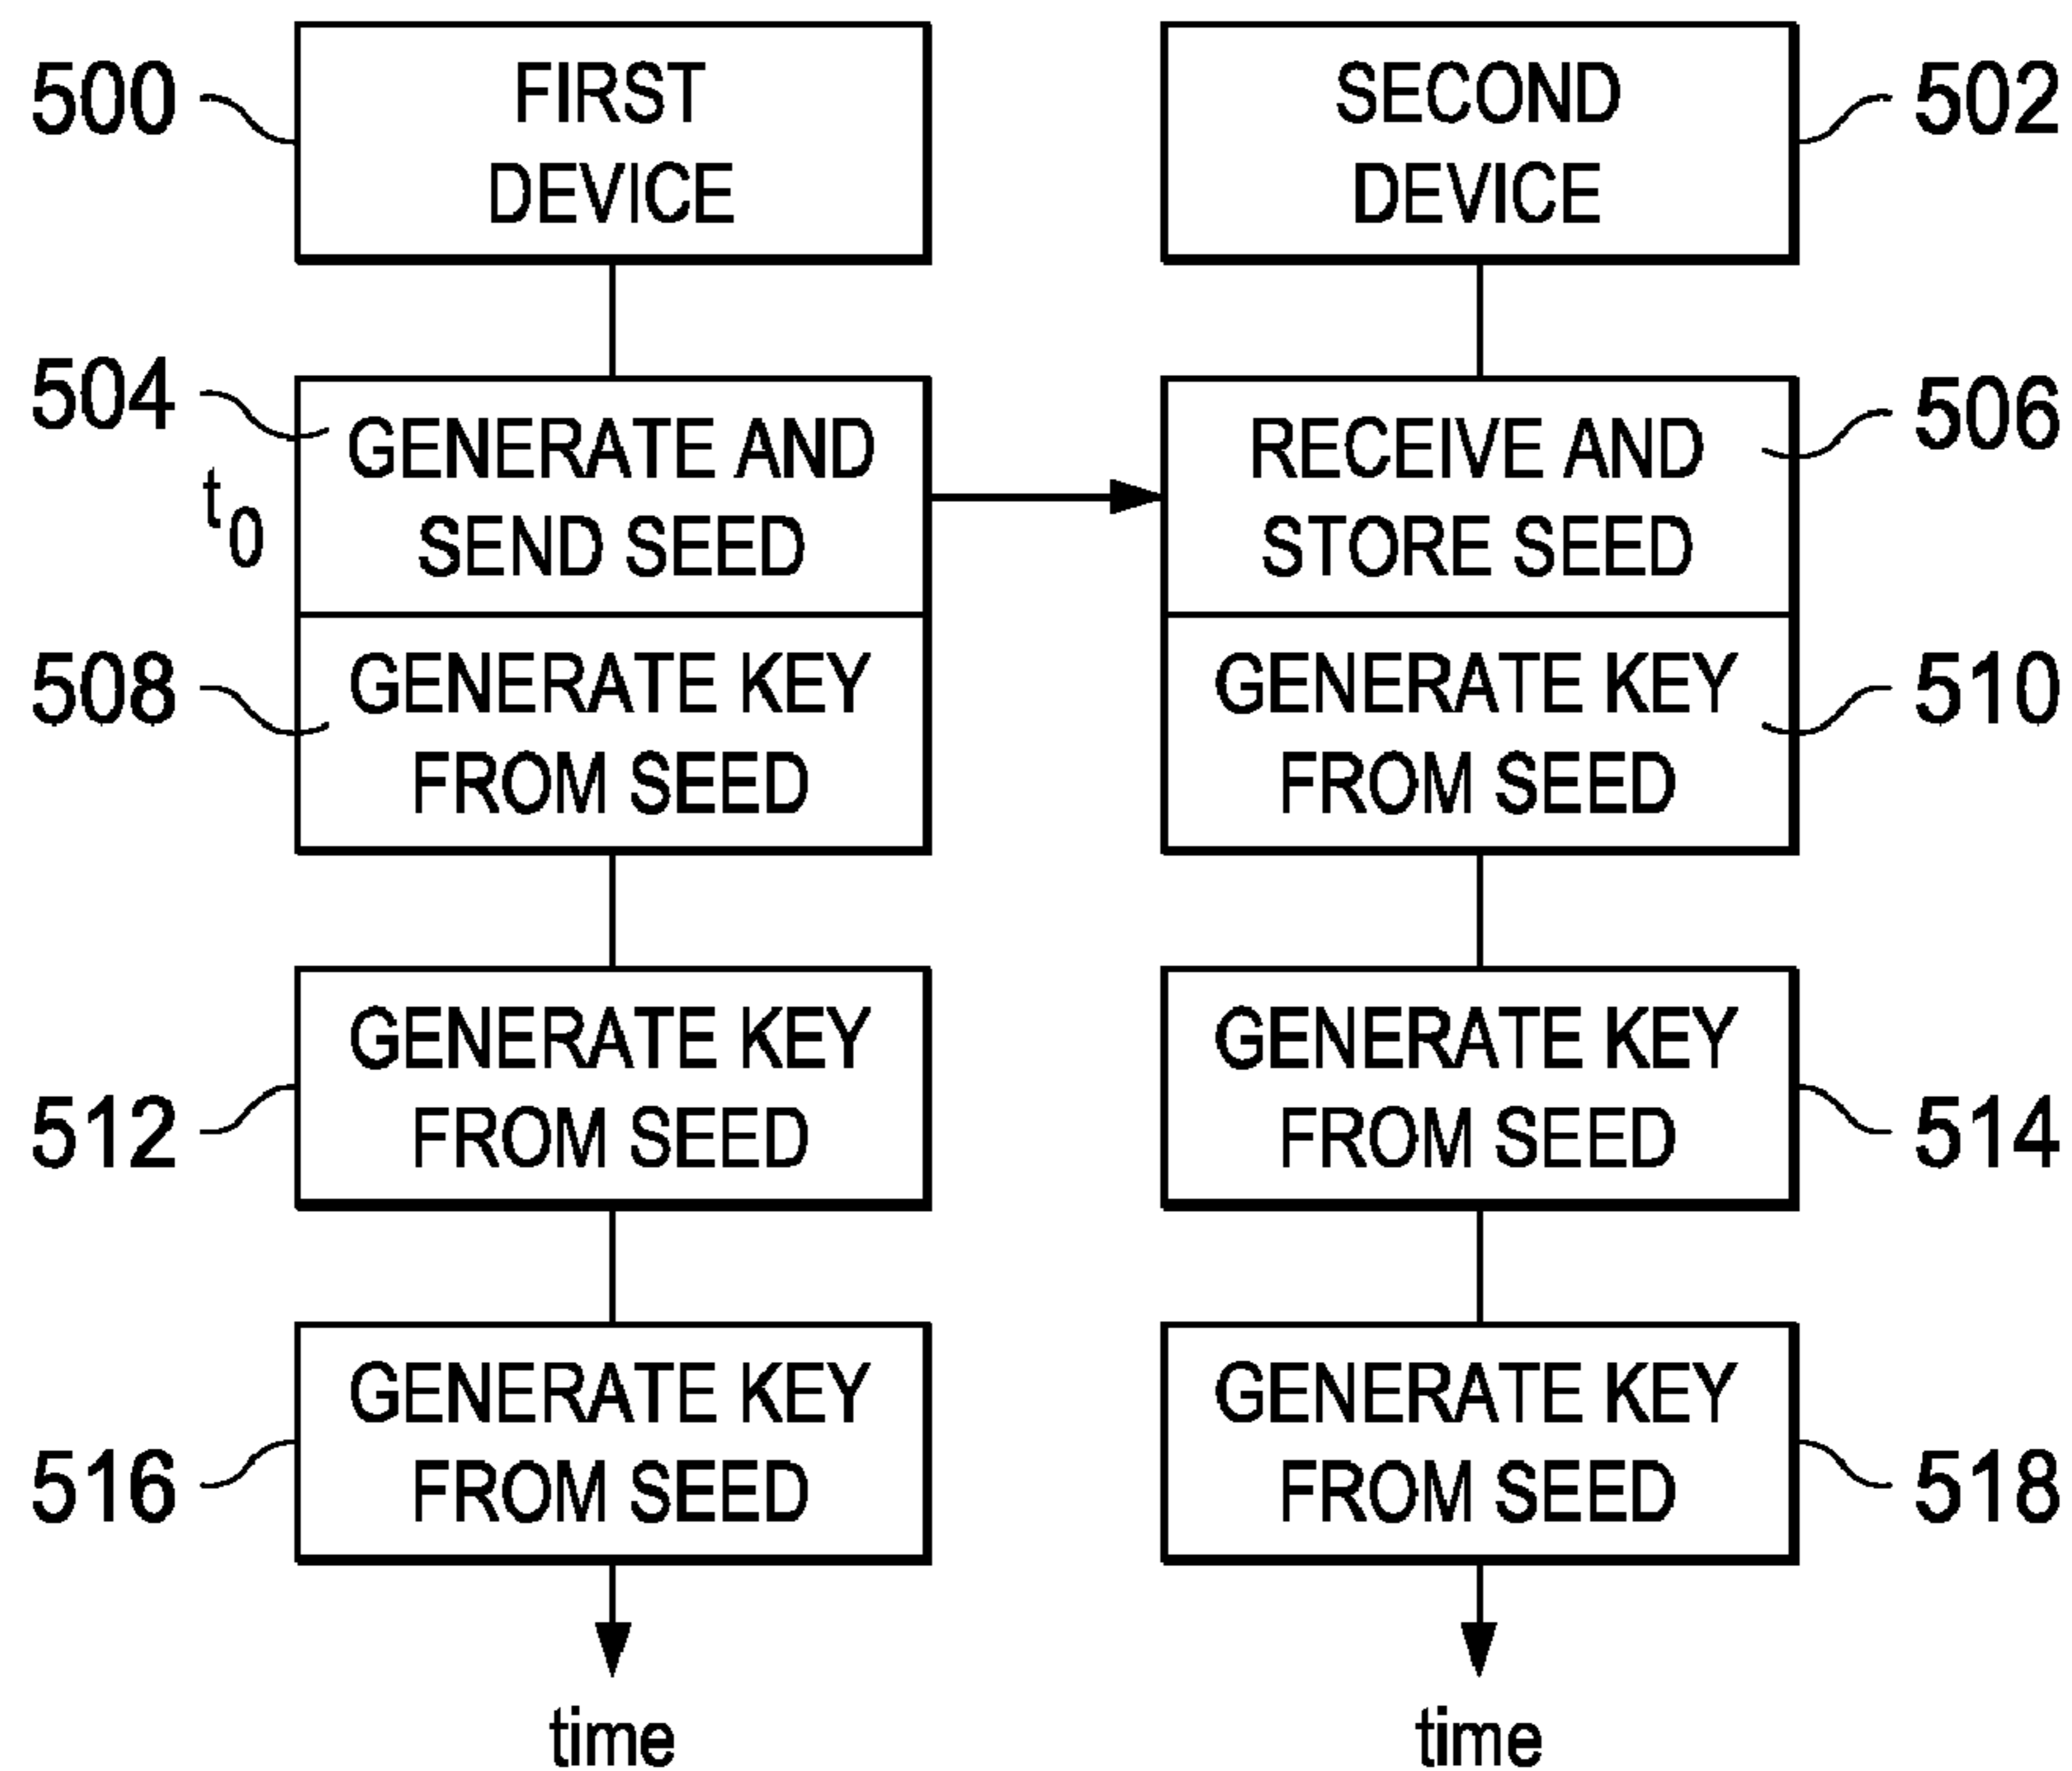 500
FIRST
DEVICE
SECOND
DEVICE
502
504
t0
GENERATE AND
SEND SEED
RECEIVE AND
STORE SEED
506
508
GENERATE KEY
FROM SEED
GENERATE KEY
FROM SEED
510
512
GENERATE KEY
FROM SEED
GENERATE KEY
FROM SEED
514
516
GENERATE KEY
FROM SEED
GENERATE KEY
FROM SEED
518
time
time